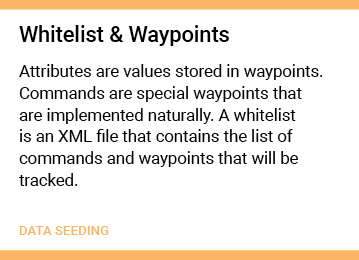 Whitelist & Waypoints
Attributes are values stored in waypoints.
Commands are special waypoints that
are implemented naturally. A whitelist
is an XML file that contains the list of
commands and waypoints that will be
tracked.
DATA SEEDING